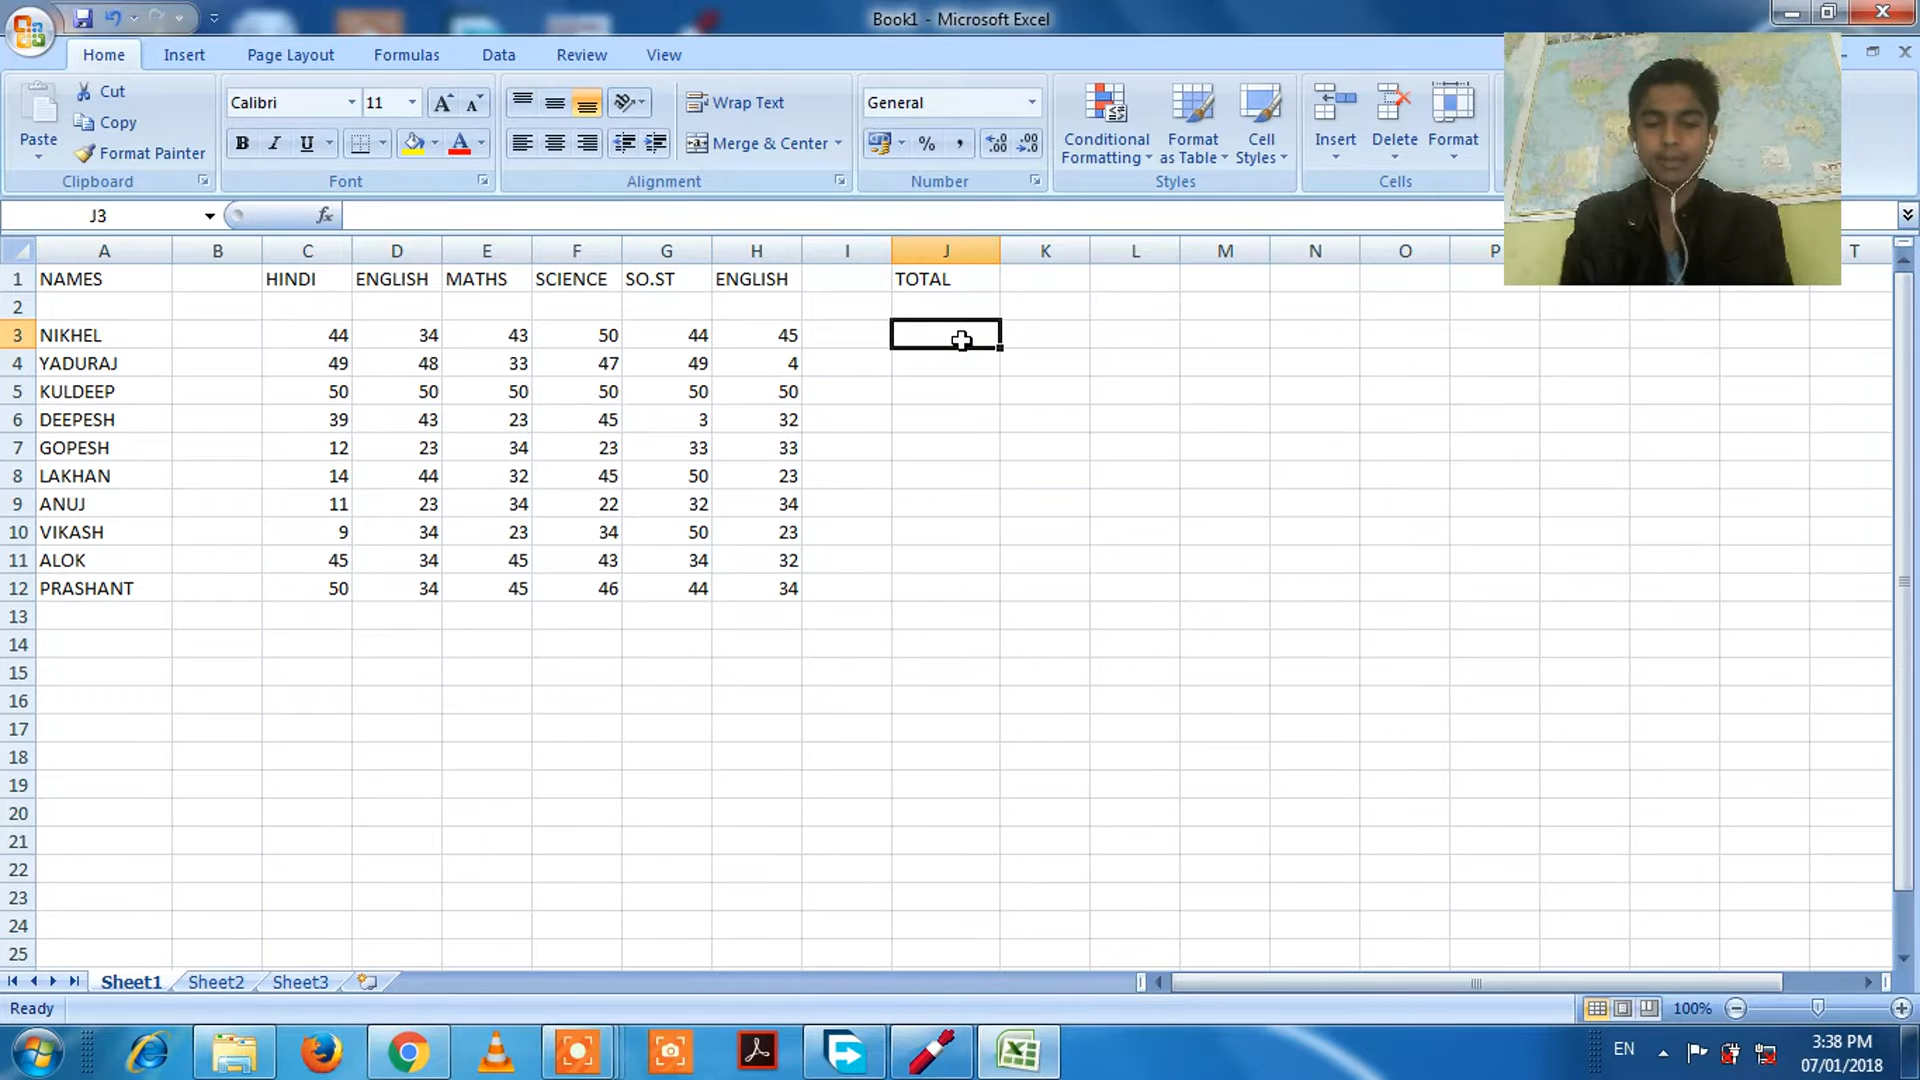 Book1 - Microsoft Excel
Home Insert Page Layout Formulas Data Review View
Paste Cut Copy Format Painter Clipboard
Calibri 11 A A B I U A Font
Wrap Text Merge & Center Alignment
General % , .00 .00 Number
Conditional Formatting Format as Table Cell Styles Styles
Insert Delete Format Cells
J3 fx
A B C D E F G H I J K L M N O P T
1 NAMES HINDI ENGLISH MATHS SCIENCE SO.ST ENGLISH TOTAL
2
3 NIKHEL 44 34 43 50 44 45
4 YADURAJ 49 48 33 47 49 4
5 KULDEEP 50 50 50 50 50 50
6 DEEPESH 39 43 23 45 3 32
7 GOPESH 12 23 34 23 33 33
8 LAKHAN 14 44 32 45 50 23
9 ANUJ 11 23 34 22 32 34
10 VIKASH 9 34 23 34 50 23
11 ALOK 45 34 45 43 34 32
12 PRASHANT 50 34 45 46 44 34
13
14
15
16
17
18
19
20
21
22
23
24
25
Sheet1 Sheet2 Sheet3
Ready 100%
EN 3:38 PM
07/01/2018